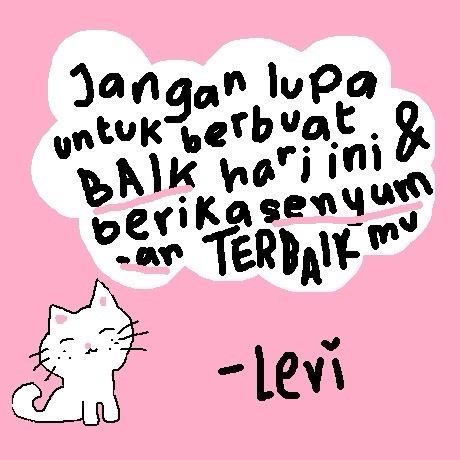 Jangan lupa
untuk berbuat
BAIK hari ini &
berikasenyum
-an TERBAIK mu
-Levi